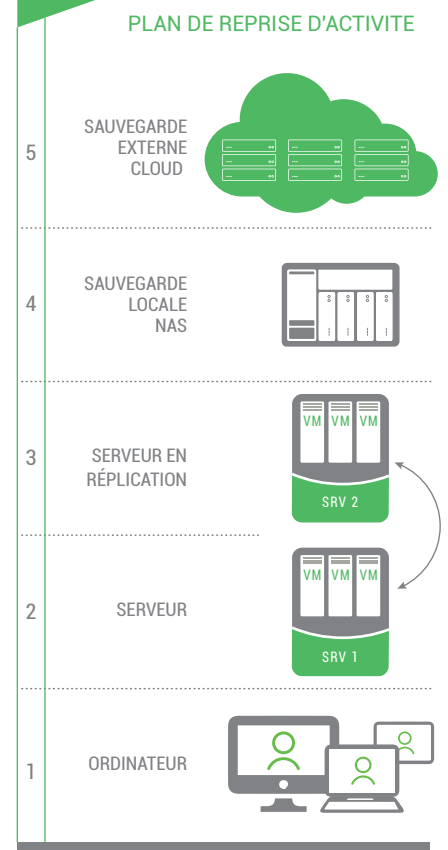 PLAN DE REPRISE D'ACTIVITE
5
SAUVEGARDE
EXTERNE
CLOUD
4
SAUVEGARDE
LOCALE
NAS
3
SERVEUR EN
RÉPLICATION
VM VM VM
SRV 2
2
SERVEUR
VM VM VM
SRV 1
1
ORDINATEUR